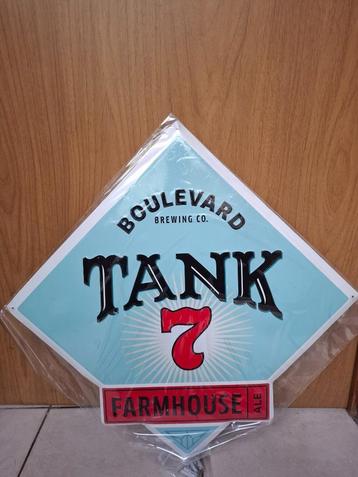 BOULEVARD
BREWING CO.
TANK
7
FARMHOUSE ALE